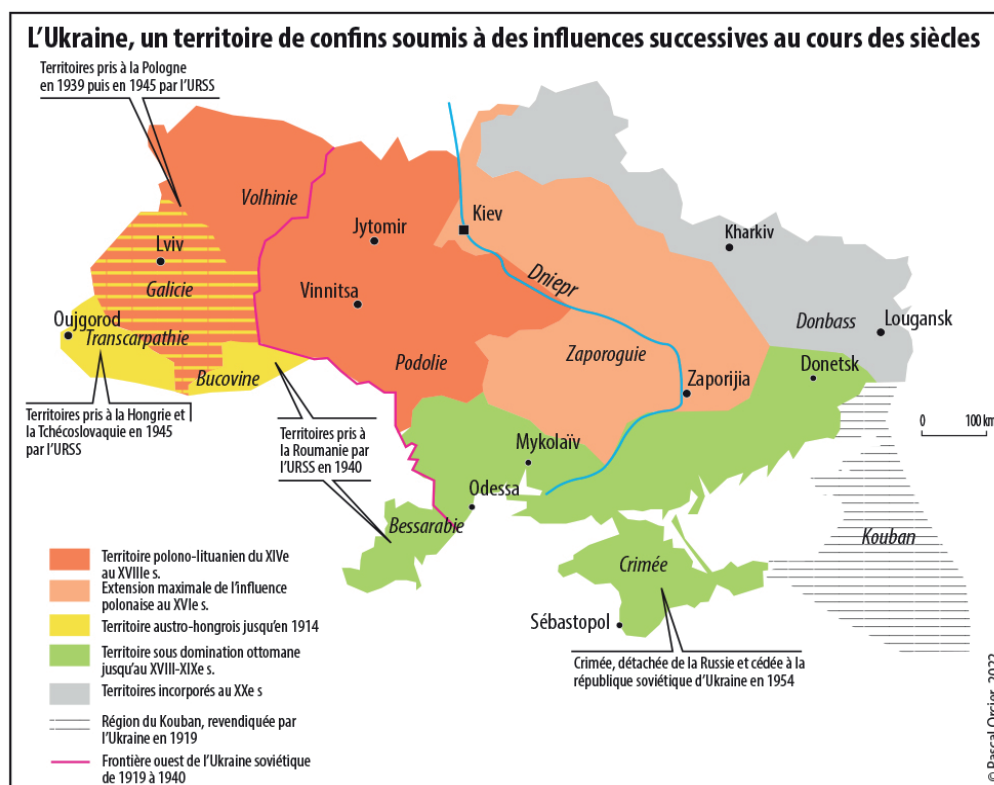 L'Ukraine, un territoire de confins soumis à des influences successives au cours des siècles
Territoires pris à la Pologne
en 1939 puis en 1945 par l'URSS
Volhinie
Jytomir
Kiev
Kharkiv
Lviv
Dniepr
Galicie
Vinnitsa
Oujgorod
Transcarpathie
Donbass
Lougansk
Bucovine
Podolie
Zaporoguie
Donetsk
Zaporijia
Territoires pris à la Hongrie et
la Tchécoslovaquie en 1945
par l'URSS
Territoires pris à
la Roumanie par
l'URSS en 1940
0 100 km
Mykolaïv
Odessa
Bessarabie
Kouban
Crimée
Sébastopol
Crimée, détachée de la Russie et cédée à la
république soviétique d'Ukraine en 1954
Territoire polono-lituanien du XIVe
au XVIIIe s.
Extension maximale de l'influence
polonaise au XVIe s.
Territoire austro-hongrois jusqu'en 1914
Territoire sous domination ottomane
jusqu'au XVIII-XIXe s.
Territoires incorporés au XXe s
Région du Kouban, revendiquée par
l'Ukraine en 1919
Frontière ouest de l'Ukraine soviétique
de 1919 à 1940
© Pascal Orcier, 2022